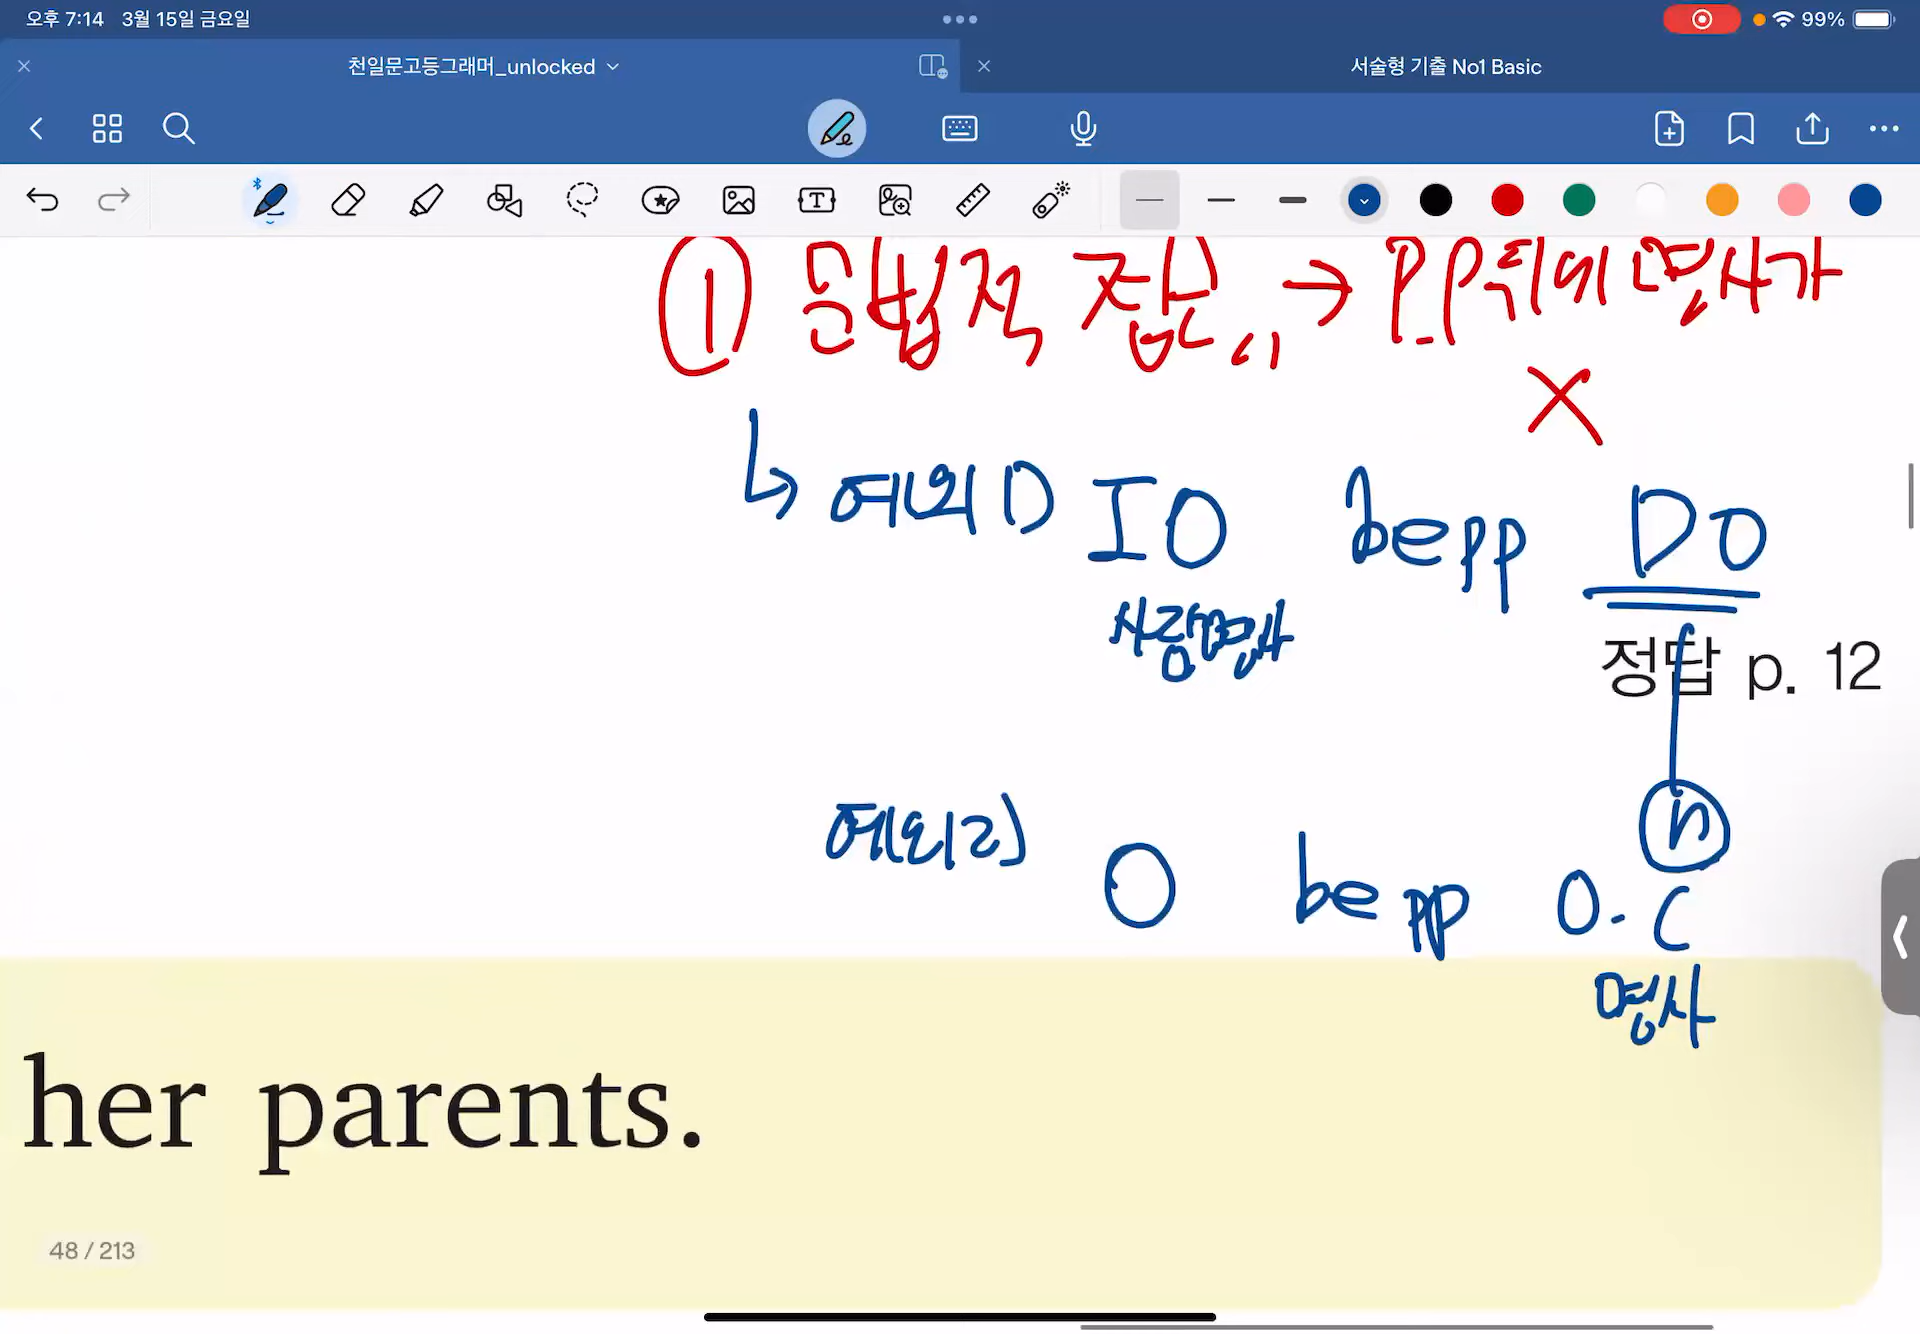 오후 7:14 3월 15일 금요일
99%
천일문고등그래머_unlocked
서술형 기출 No1 Basic
① 문법적 접근 → P.P뒤에 명사가
X
↳ 예외1) IO be pp DO
사람명사
정답 p. 12
n
예외2) O be pp O.C
명사
her parents.
48 / 213